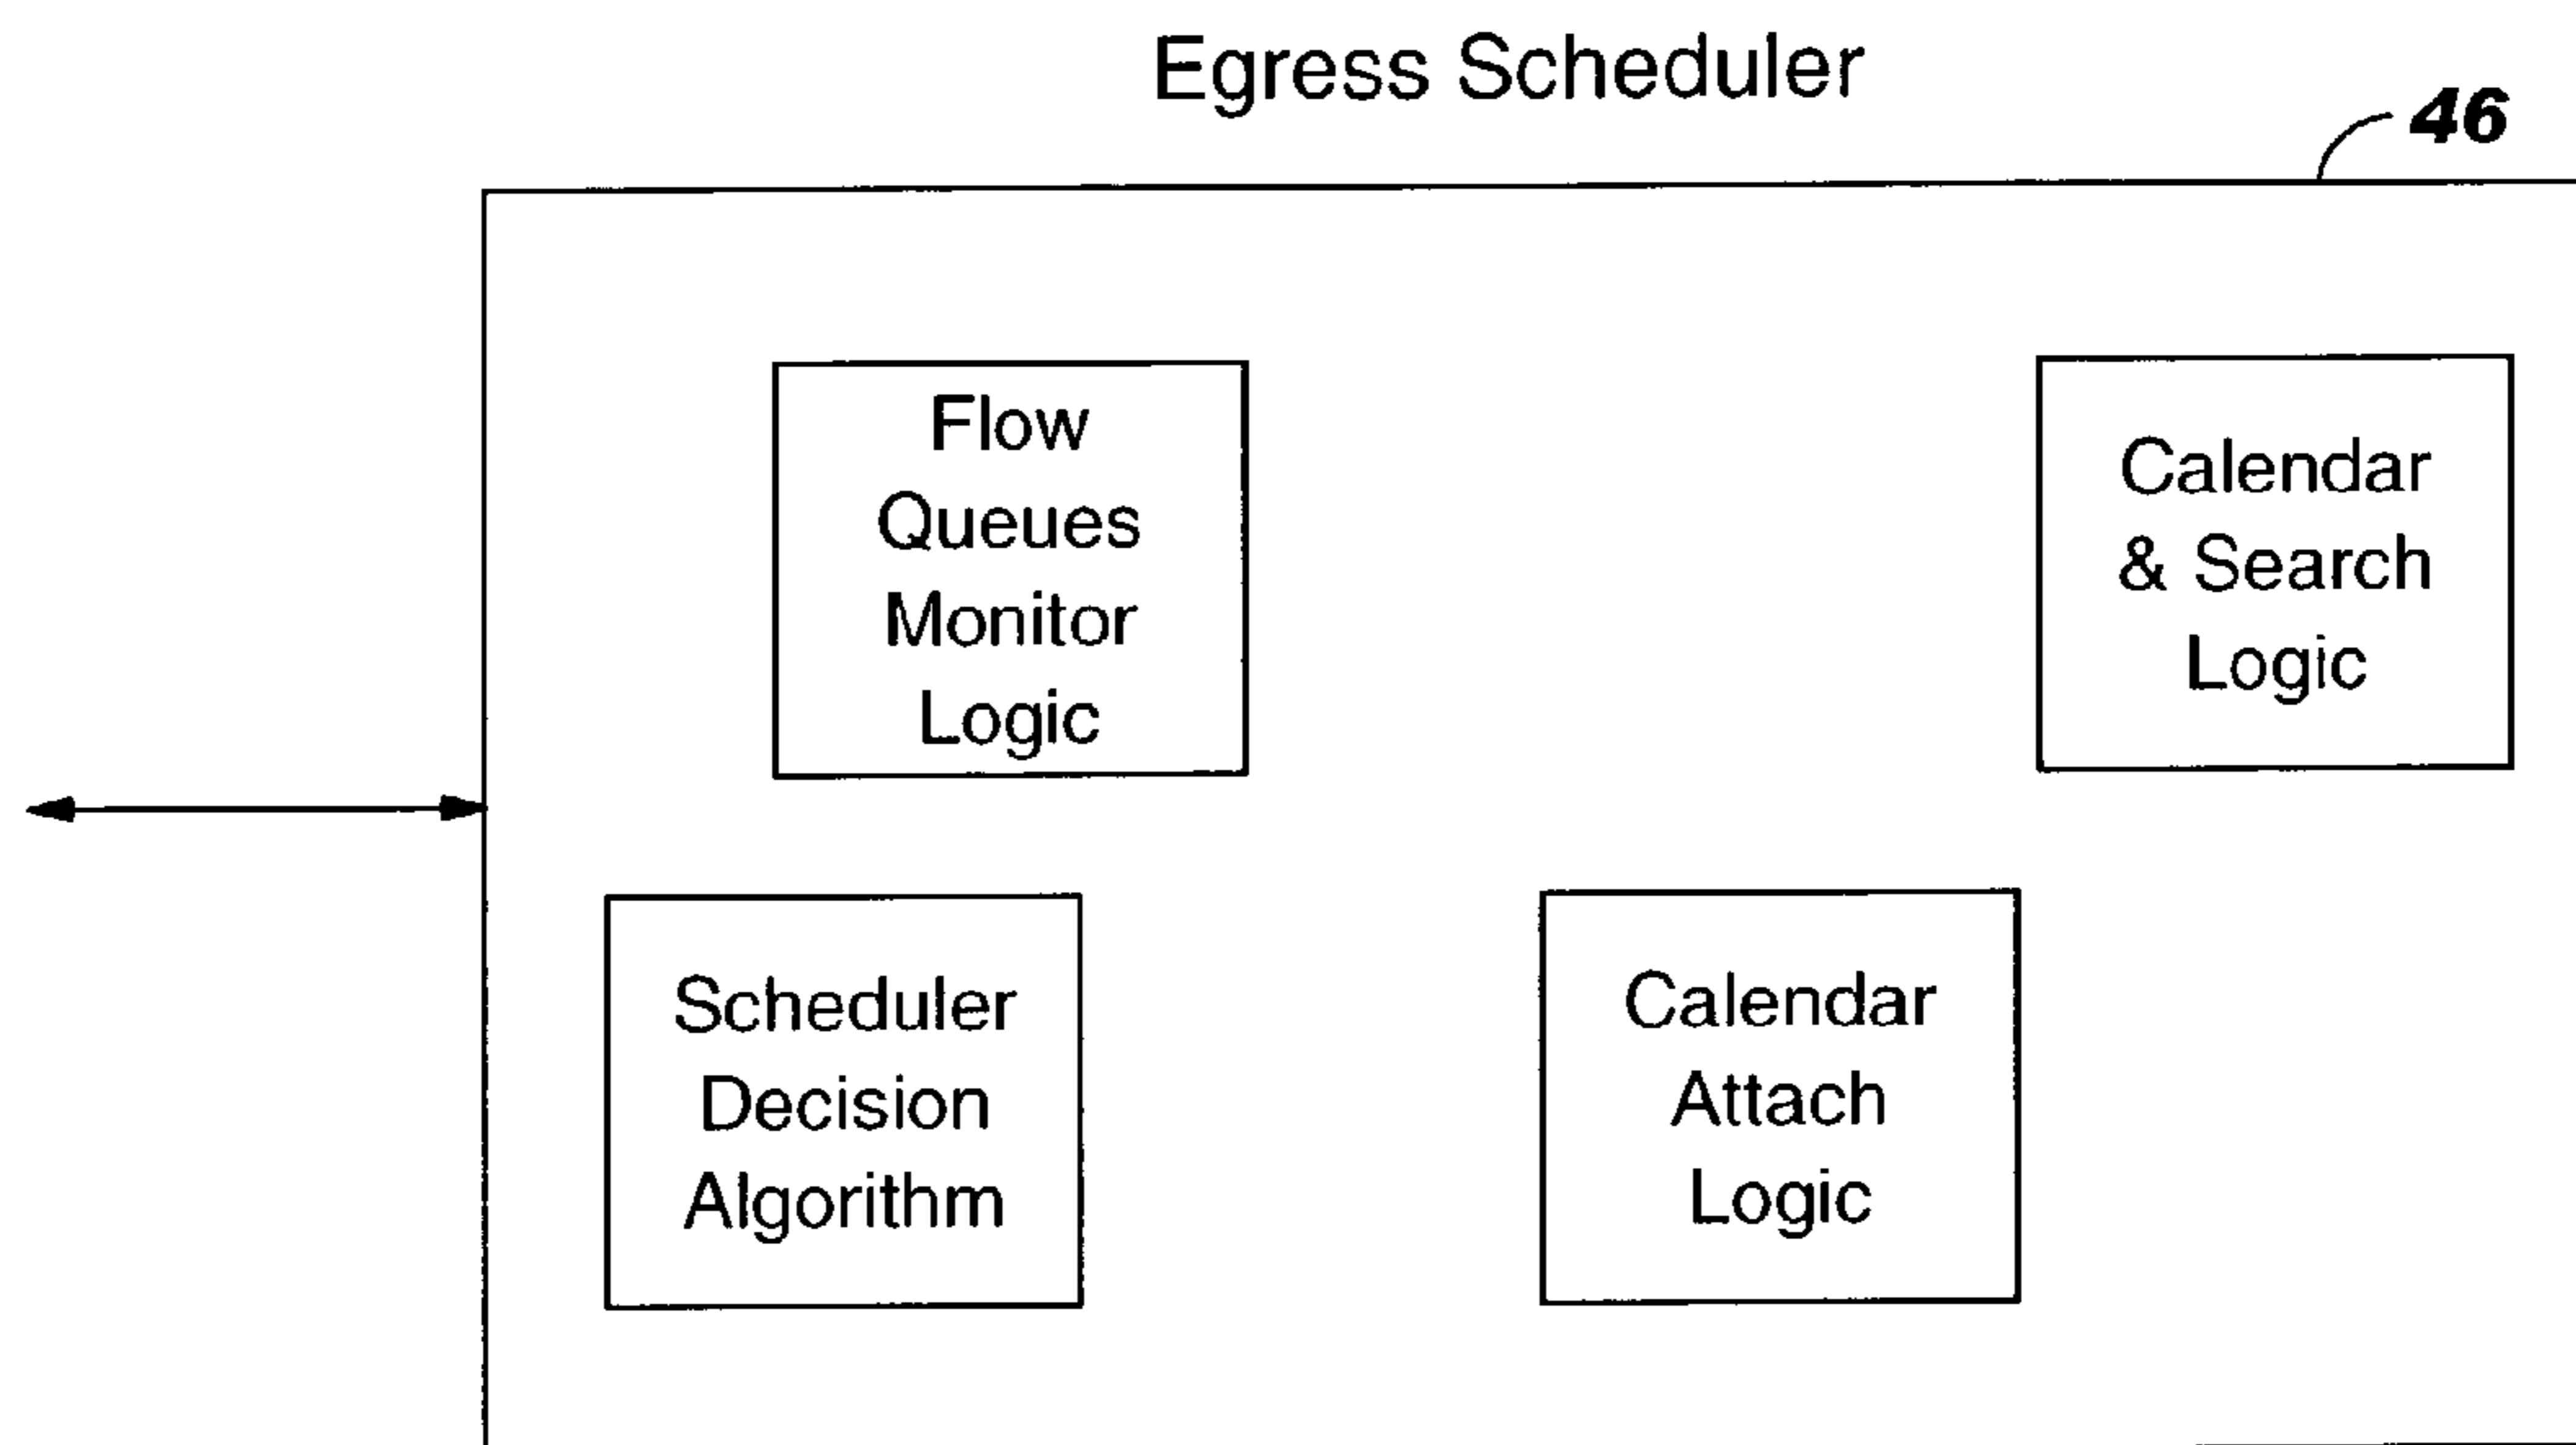 Egress Scheduler
46
Flow
Queues
Monitor
Logic
Calendar
& Search
Logic
Scheduler
Decision
Algorithm
Calendar
Attach
Logic